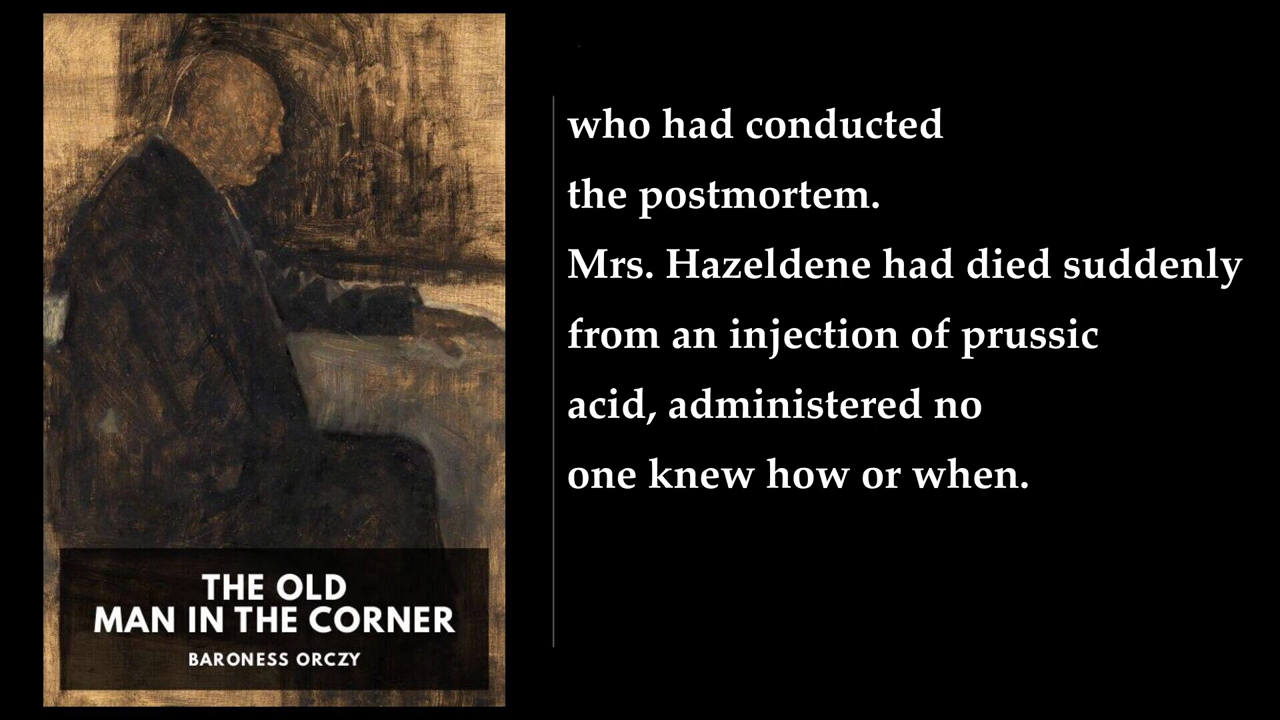 THE OLD
MAN IN THE CORNER
BARONESS ORCZY
who had conducted
the postmortem.
Mrs. Hazeldene had died suddenly
from an injection of prussic
acid, administered no
one knew how or when.